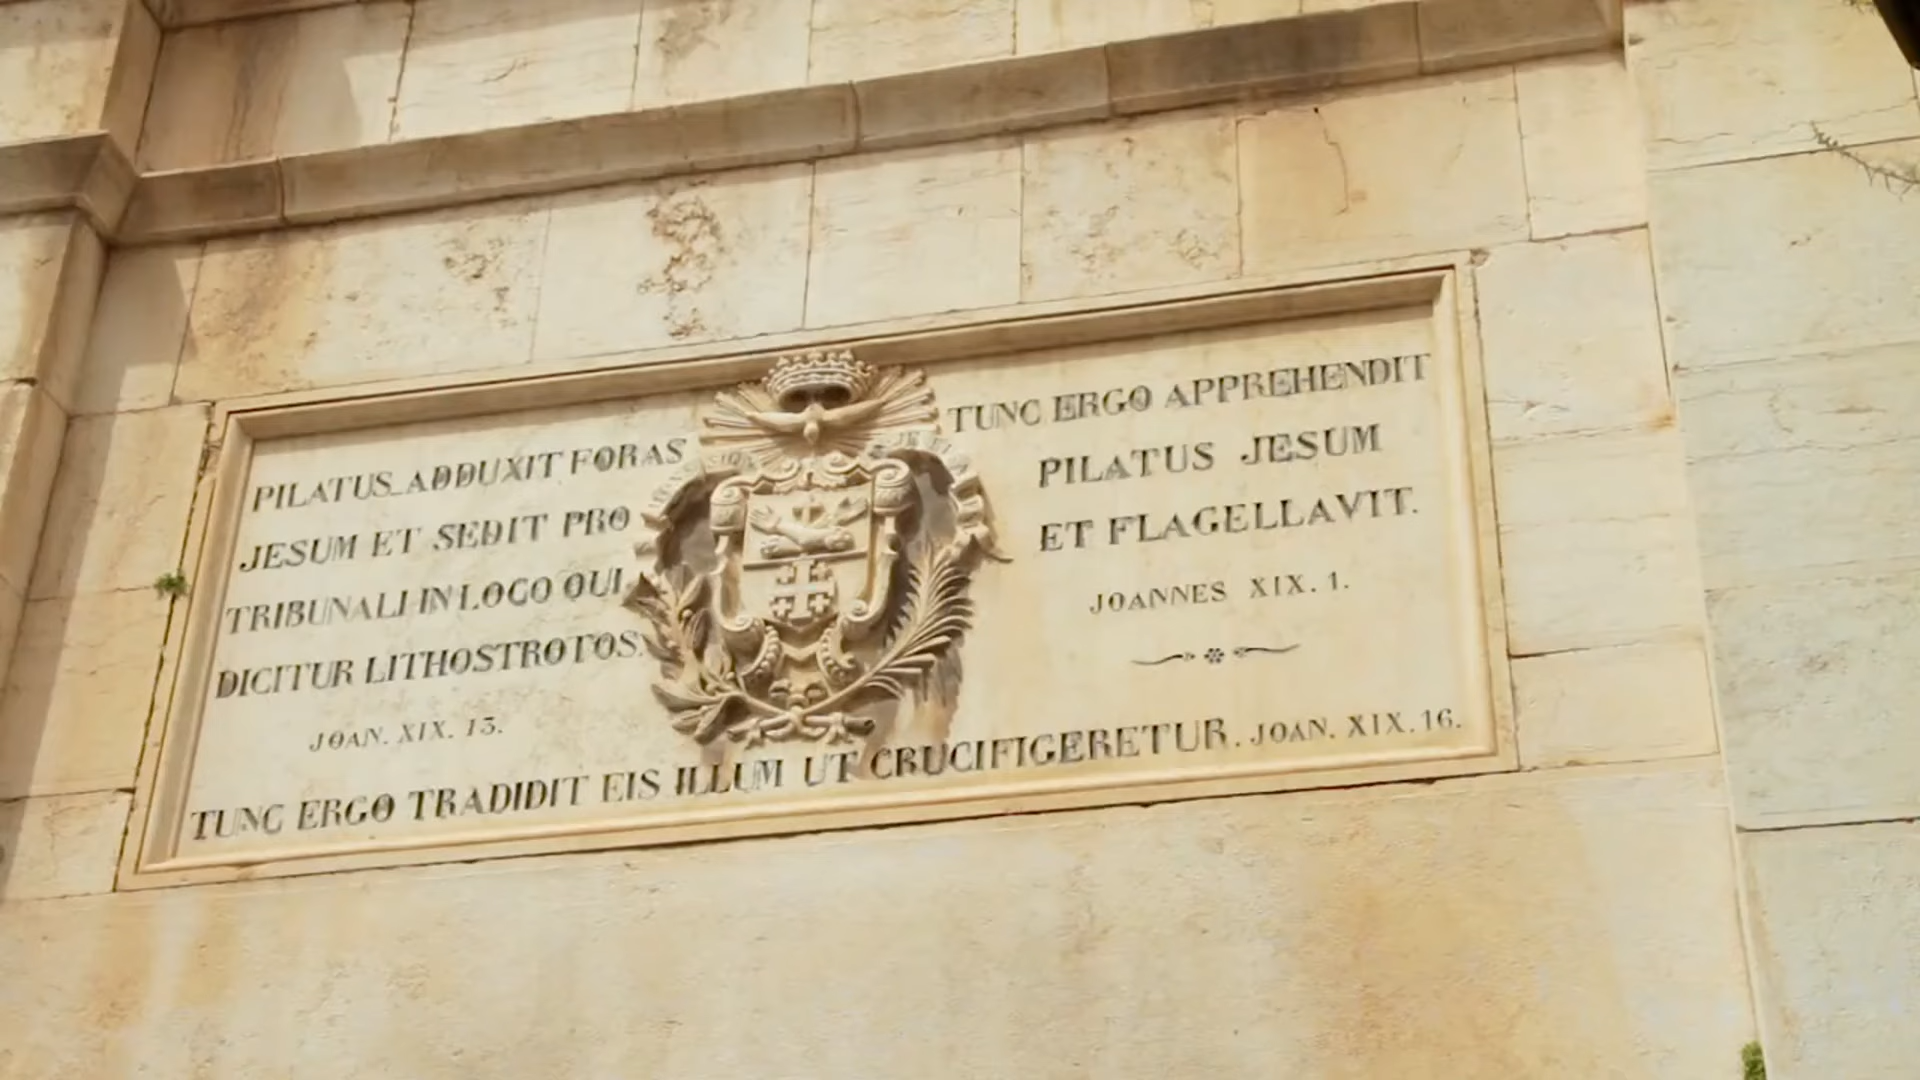 PILATUS ADDUXIT FORAS
JESUM ET SEDIT PRO
TRIBUNALI IN LOCO QUI
DICITUR LITHOSTROTOS.
JOAN. XIX. 13.
TUNC ERGO APPREHENDIT
PILATUS JESUM
ET FLAGELLAVIT.
JOANNES XIX. 1.
TUNC ERGO TRADIDIT EIS ILLUM UT CRUCIFIGERETUR. JOAN. XIX. 16.